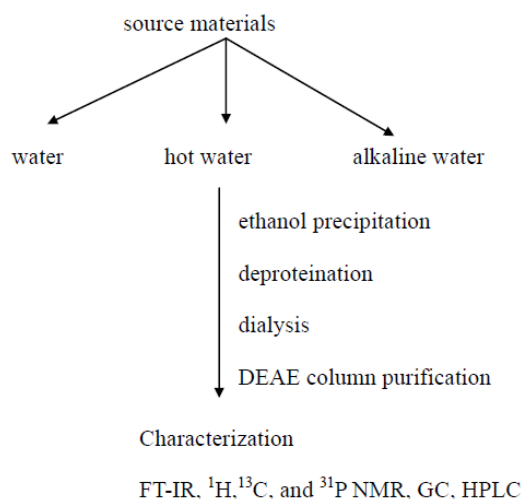 source materials
water hot water alkaline water
ethanol precipitation
deproteination
dialysis
DEAE column purification
Characterization
FT-IR, ¹H,¹³C, and ³¹P NMR, GC, HPLC